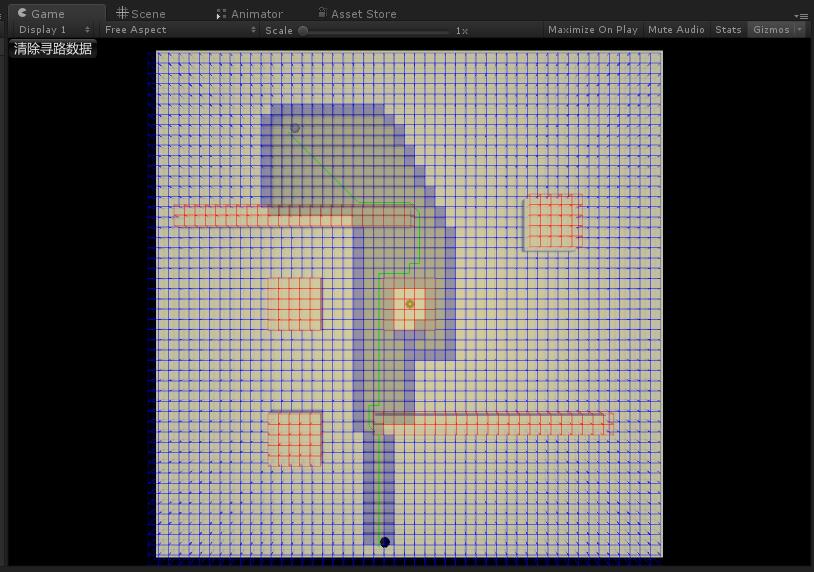 Game Scene Animator Asset Store
Display 1 Free Aspect Scale 1x Maximize On Play Mute Audio Stats Gizmos
清除寻路数据